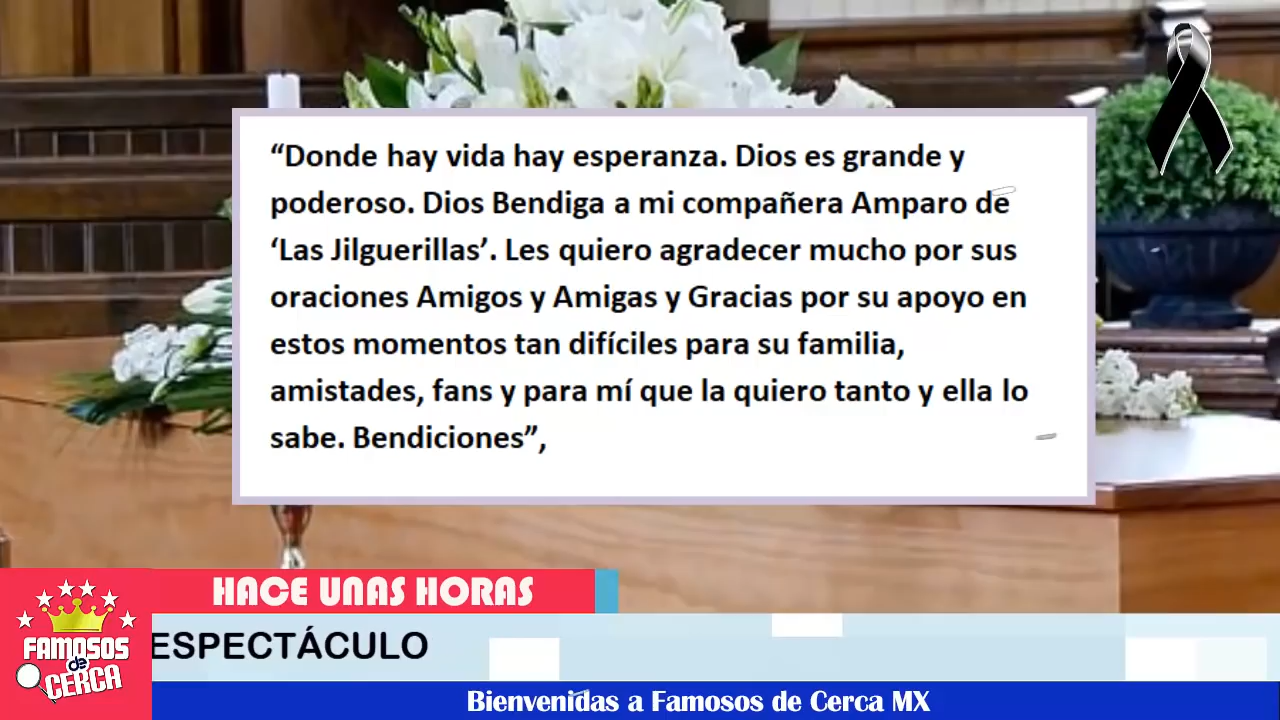 “Donde hay vida hay esperanza. Dios es grande y
poderoso. Dios Bendiga a mi compañera Amparo de
‘Las Jilguerillas’. Les quiero agradecer mucho por sus
oraciones Amigos y Amigas y Gracias por su apoyo en
estos momentos tan difíciles para su familia,
amistades, fans y para mí que la quiero tanto y ella lo
sabe. Bendiciones”,
HACE UNAS HORAS
ESPECTÁCULO
FAMOSOS
de
CERCA
Bienvenidas a Famosos de Cerca MX